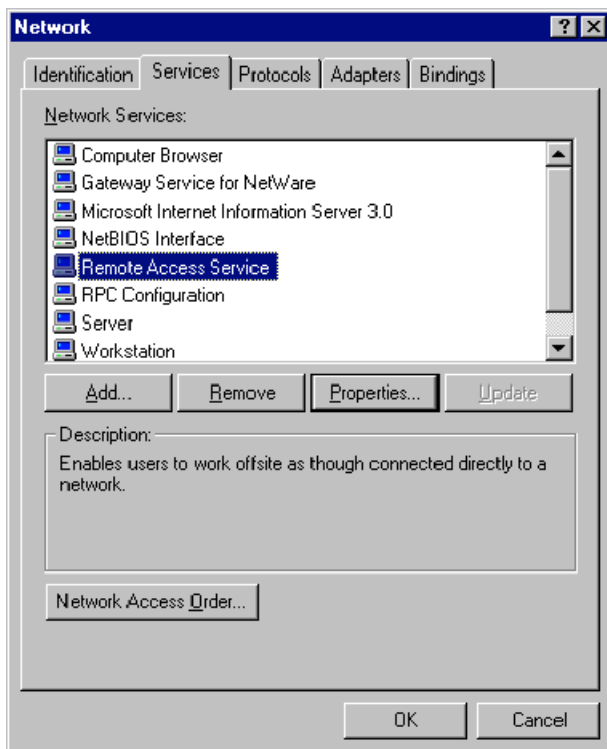 Network
Identification Services Protocols Adapters Bindings
Network Services:
Computer Browser
Gateway Service for NetWare
Microsoft Internet Information Server 3.0
NetBIOS Interface
Remote Access Service
RPC Configuration
Server
Workstation
Add... Remove Properties... Update
Description:
Enables users to work offsite as though connected directly to a
network.
Network Access Order...
OK Cancel